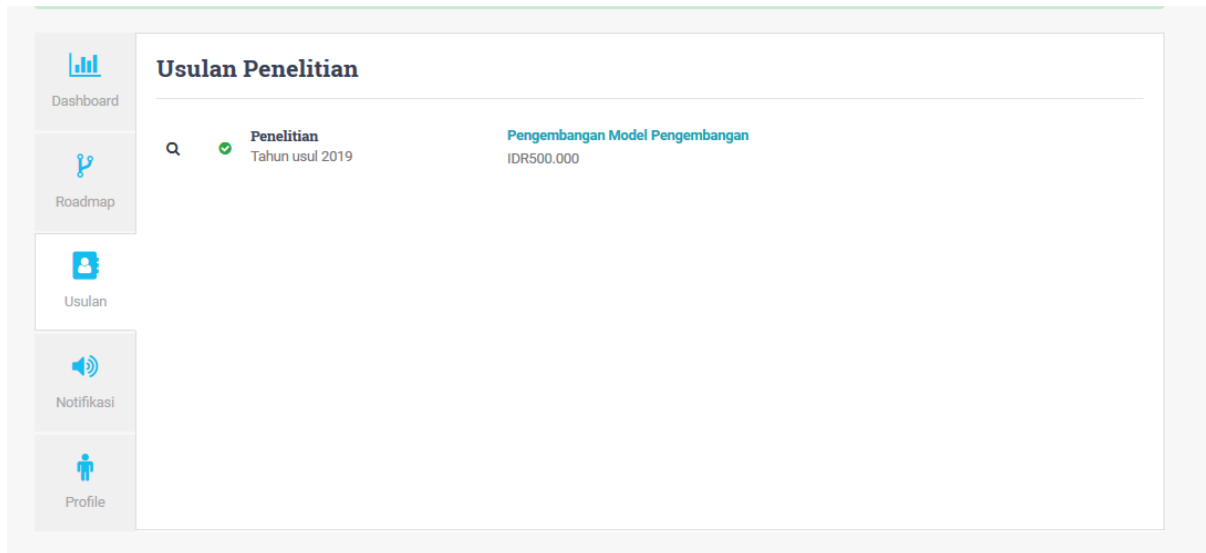 Dashboard
Roadmap
Usulan
Notifikasi
Profile
Usulan Penelitian
Penelitian
Tahun usul 2019
Pengembangan Model Pengembangan
IDR500.000